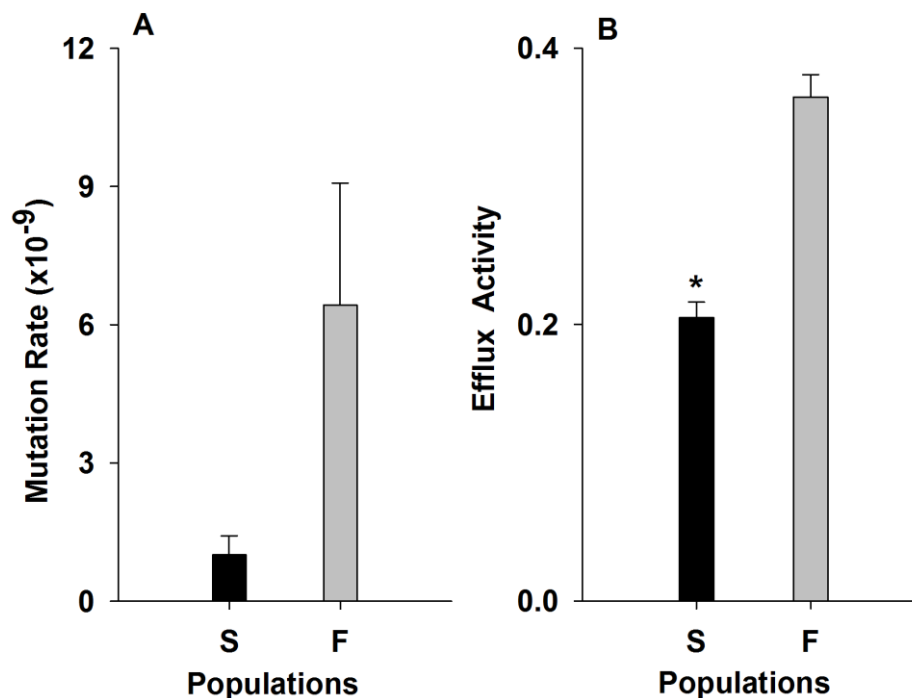 A
12
9
6
3
0
Mutation Rate (x10⁻⁹)
S F
Populations
B
0.4
0.2
0.0
Efflux Activity
*
S F
Populations